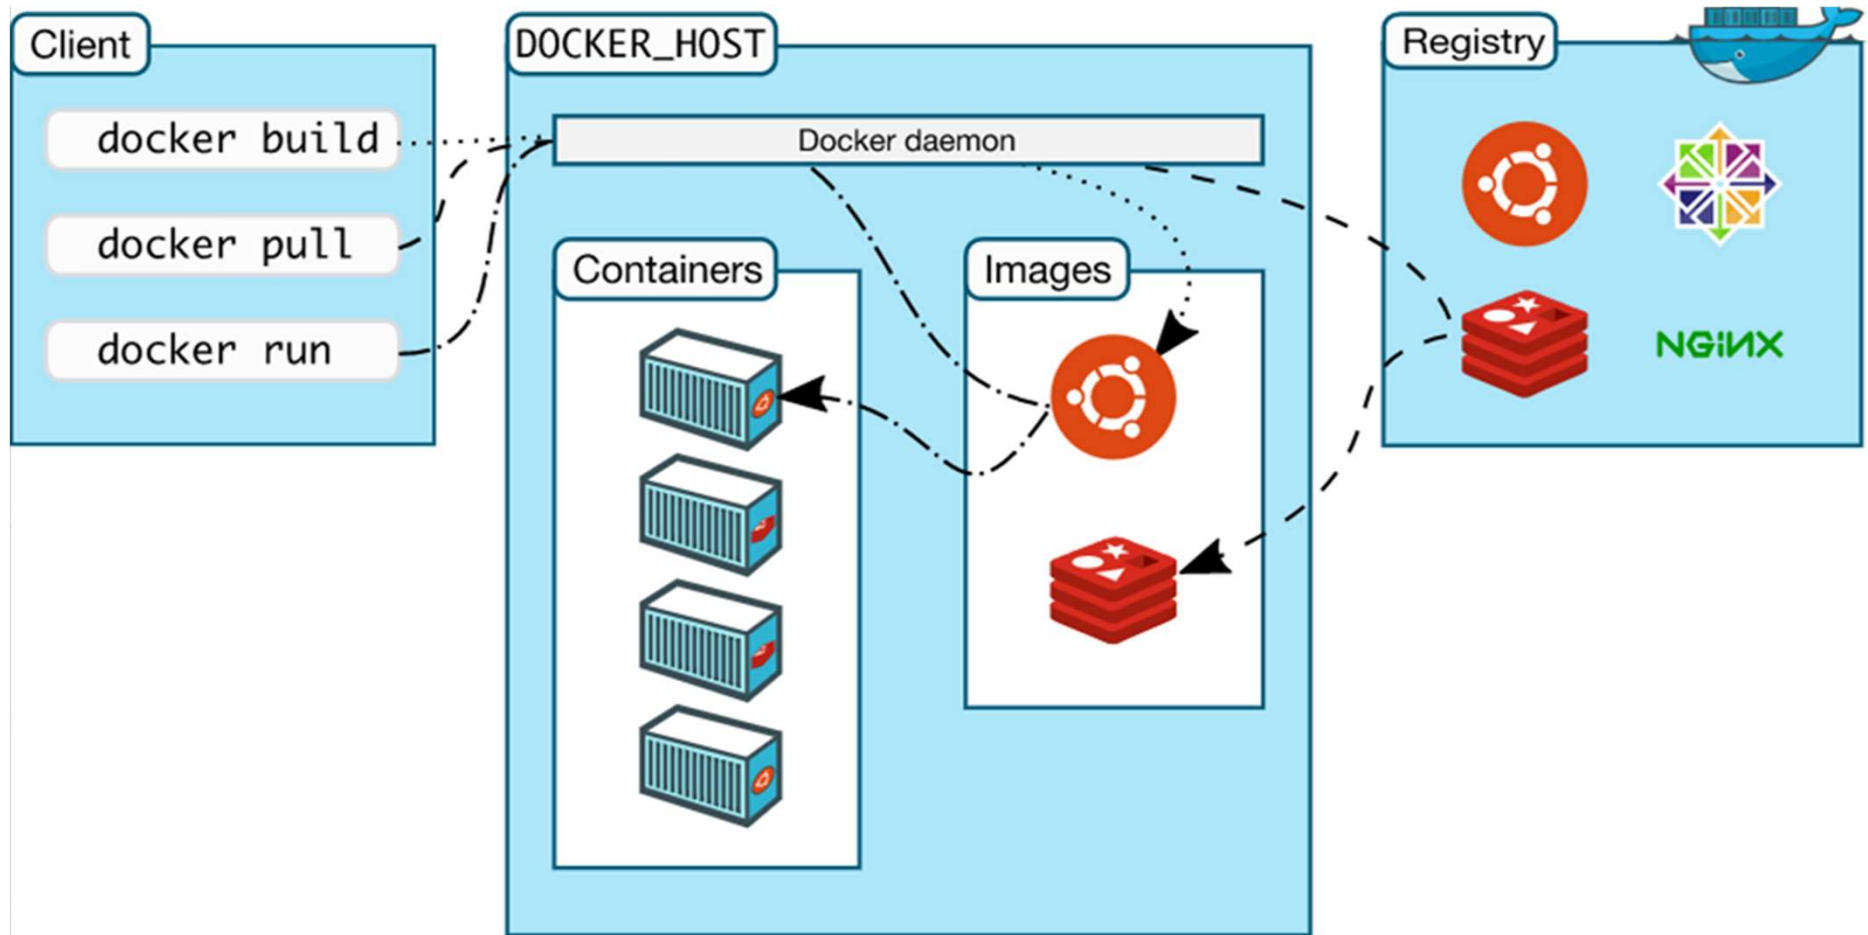 Client
docker build
docker pull
docker run
DOCKER_HOST
Docker daemon
Containers
Images
Registry
NGiNX